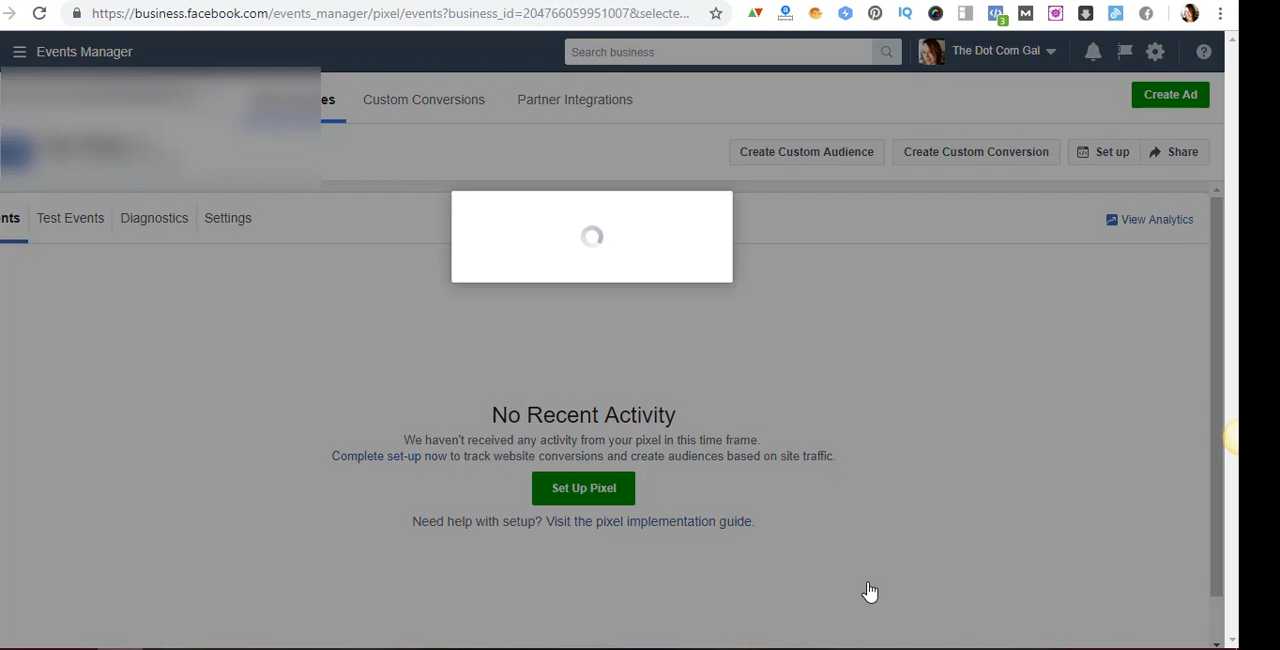 https://business.facebook.com/events_manager/pixel/events?business_id=204766059951007&selecte...
3
Events Manager
Search business
The Dot Com Gal
es
Custom Conversions
Partner Integrations
Create Ad
Create Custom Audience
Create Custom Conversion
Set up
Share
nts
Test Events
Diagnostics
Settings
View Analytics
No Recent Activity
We haven't received any activity from your pixel in this time frame.
Complete set-up now to track website conversions and create audiences based on site traffic.
Set Up Pixel
Need help with setup? Visit the pixel implementation guide.